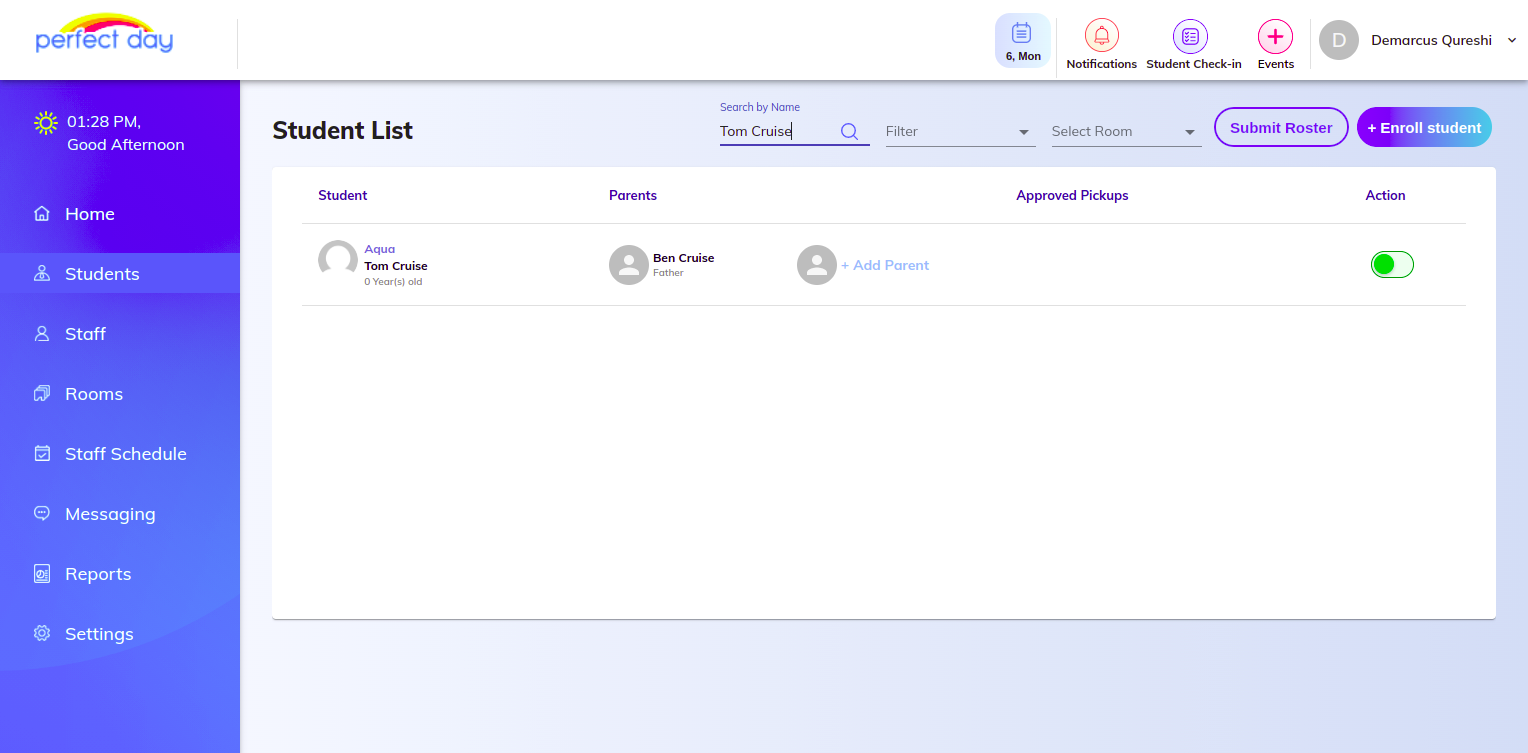 perfect day
6, Mon
Notifications
Student Check-in
Events
D
Demarcus Qureshi
01:28 PM,
Good Afternoon
Home
Students
Staff
Rooms
Staff Schedule
Messaging
Reports
Settings
Student List
Search by Name
Tom Cruise
Filter
Select Room
Submit Roster
+ Enroll student
Student
Parents
Approved Pickups
Action
Aqua
Tom Cruise
0 Year(s) old
Ben Cruise
Father
+ Add Parent